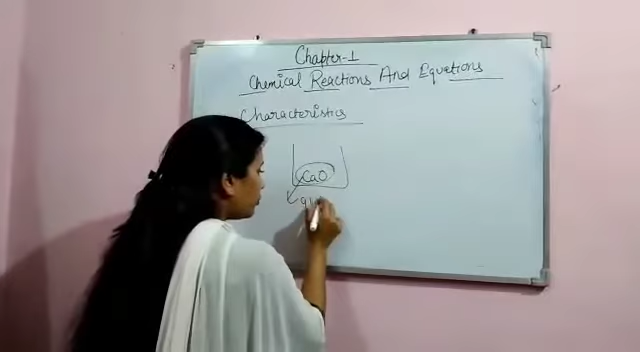 Chapter-1
Chemical Reactions And Equations
Characteristics
CaO